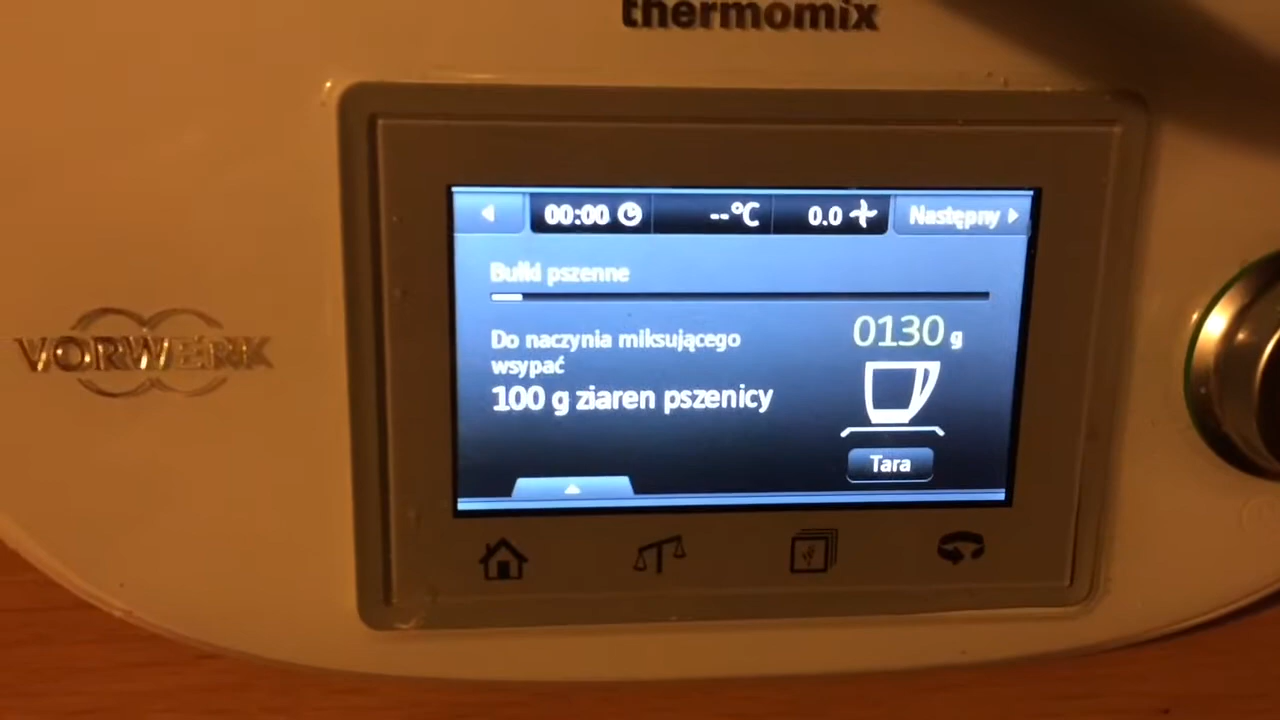 thermomix
VORWERK
00:00
--°C
0.0
Następny
Bułki pszenne
0130 g
Do naczynia miksującego
wsypać
100 g ziaren pszenicy
Tara